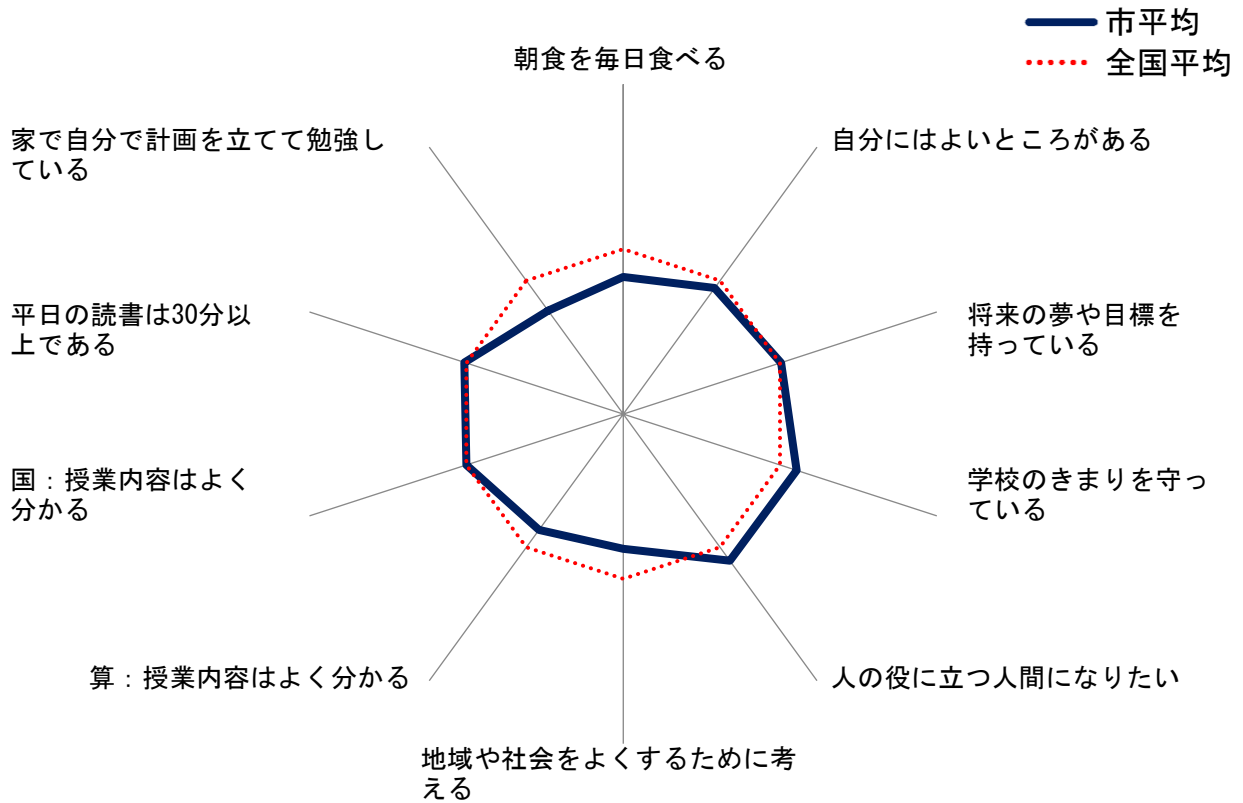 市平均
全国平均
朝食を毎日食べる
自分にはよいところがある
将来の夢や目標を
持っている
学校のきまりを守っ
ている
人の役に立つ人間になりたい
地域や社会をよくするために考
える
算：授業内容はよく分かる
国：授業内容はよく
分かる
平日の読書は30分以
上である
家で自分で計画を立てて勉強し
ている